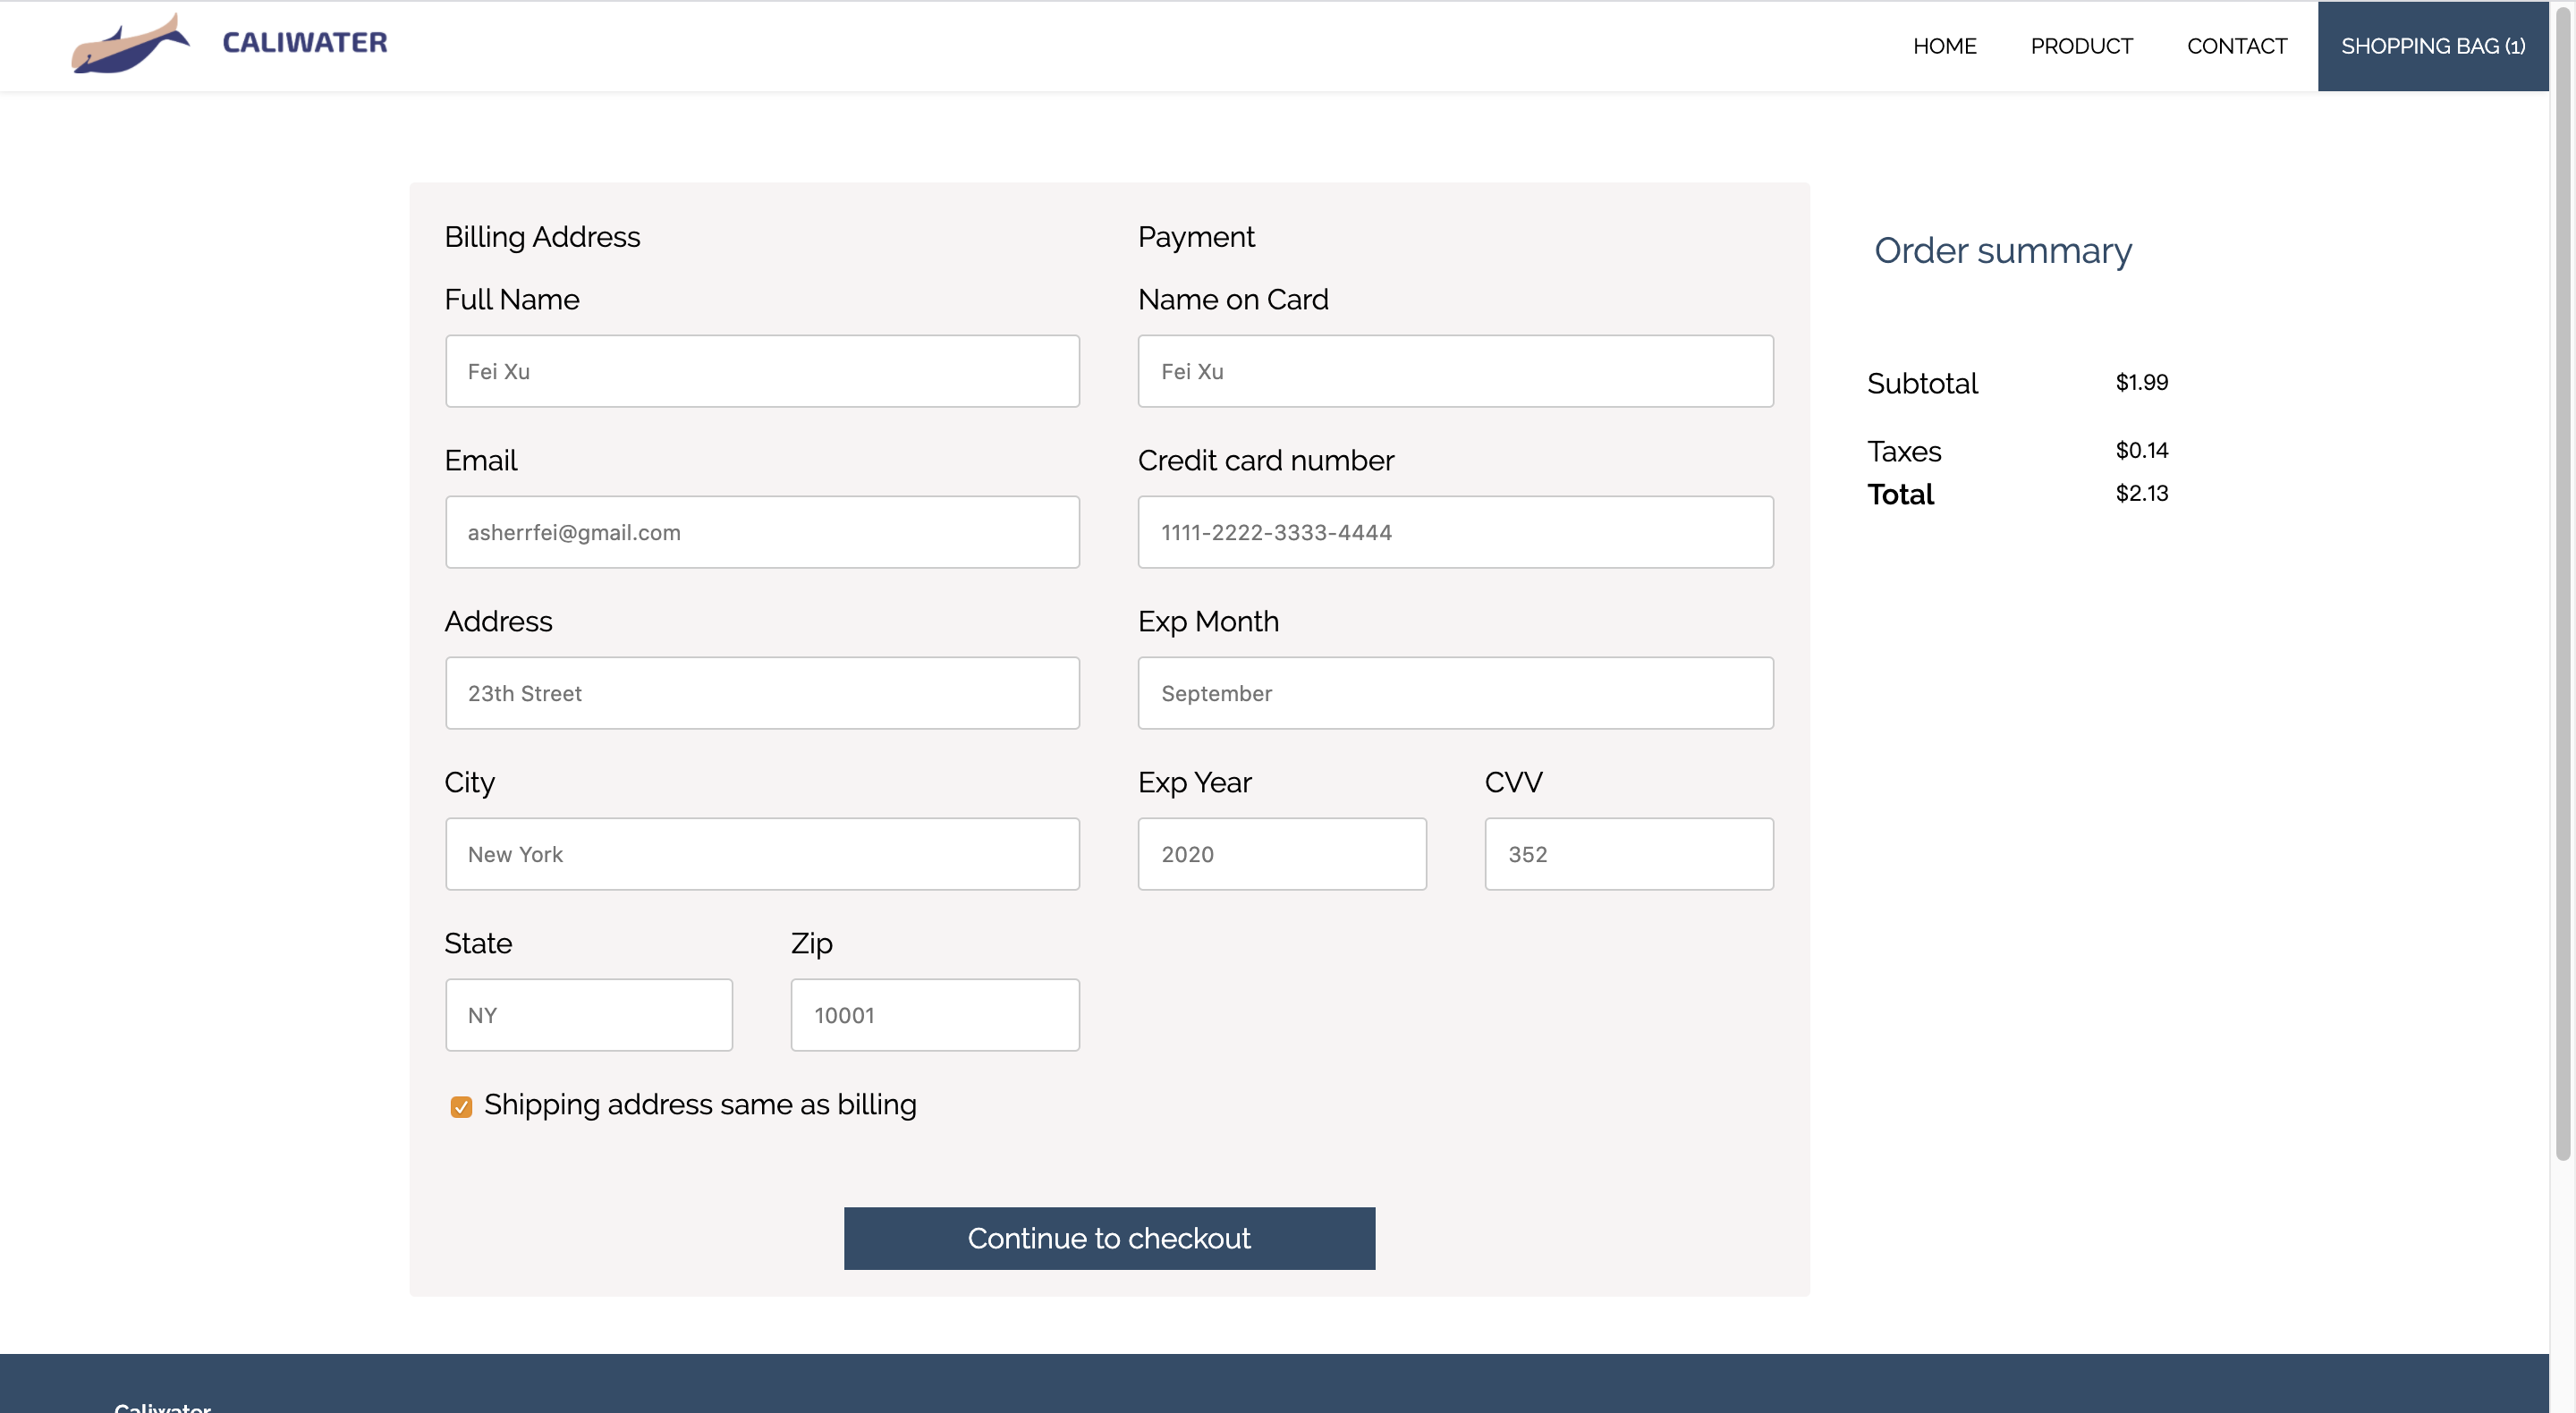 CALIWATER
HOME PRODUCT CONTACT SHOPPING BAG (1)
Billing Address
Full Name
Fei Xu
Email
asherrfei@gmail.com
Address
23th Street
City
New York
State Zip
NY 10001
Shipping address same as billing
Payment
Name on Card
Fei Xu
Credit card number
1111-2222-3333-4444
Exp Month
September
Exp Year CVV
2020 352
Continue to checkout
Order summary
Subtotal $1.99
Taxes $0.14
Total $2.13
Caliwater